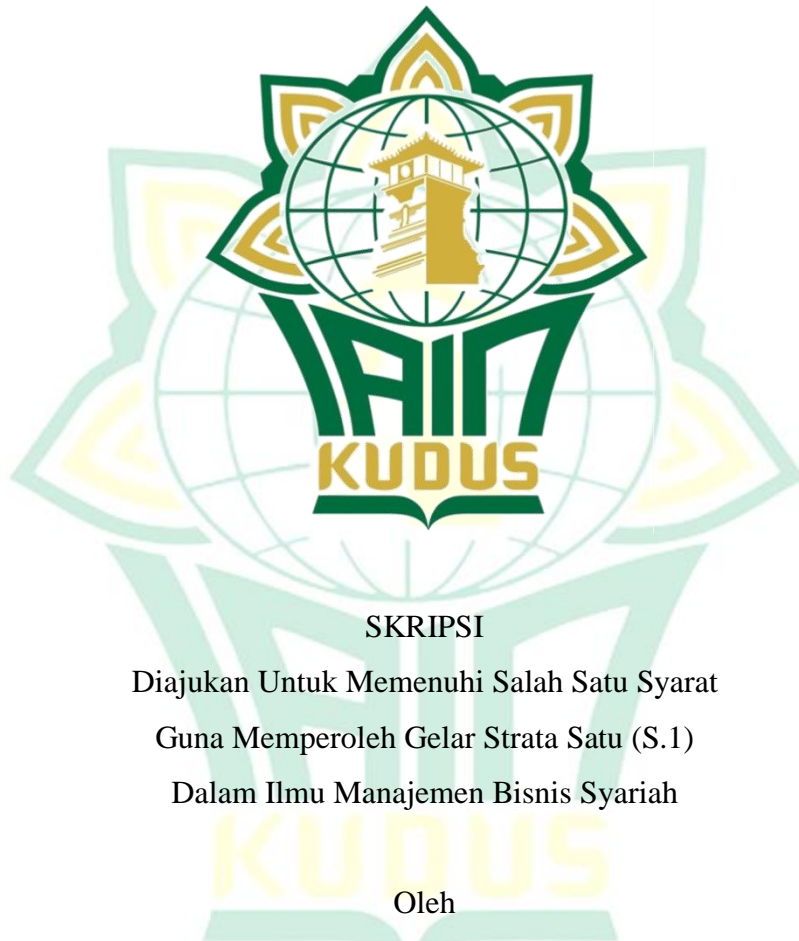 IAIN
KUDUS
SKRIPSI
Diajukan Untuk Memenuhi Salah Satu Syarat
Guna Memperoleh Gelar Strata Satu (S.1)
Dalam Ilmu Manajemen Bisnis Syariah
Oleh